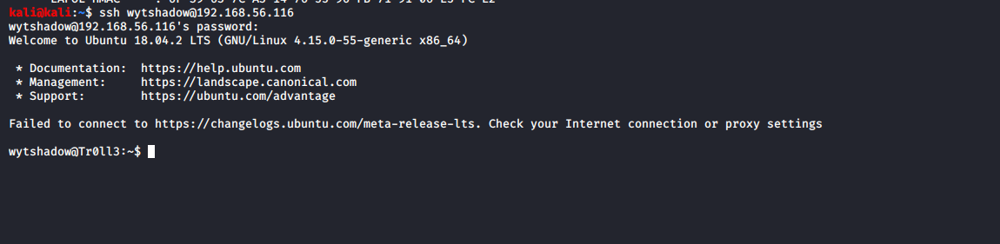 kali@kali:~$ ssh wytshadow@192.168.56.116
wytshadow@192.168.56.116's password:
Welcome to Ubuntu 18.04.2 LTS (GNU/Linux 4.15.0-55-generic x86_64)
* Documentation:  https://help.ubuntu.com
* Management:     https://landscape.canonical.com
* Support:        https://ubuntu.com/advantage
Failed to connect to https://changelogs.ubuntu.com/meta-release-lts. Check your Internet connection or proxy settings
wytshadow@Tr0ll3:~$